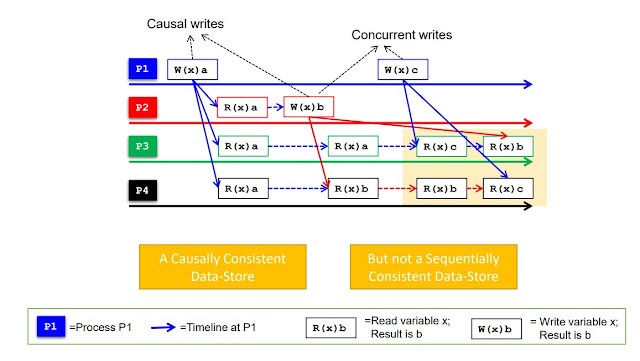 Causal writes
Concurrent writes
P1 W(x)a W(x)c
P2 R(x)a W(x)b
P3 R(x)a R(x)a R(x)c R(x)b
P4 R(x)a R(x)b R(x)b R(x)c
A Causally Consistent
Data-Store
But not a Sequentially
Consistent Data-Store
P1 =Process P1
=Timeline at P1
R(x)b =Read variable x;
Result is b
W(x)b = Write variable x;
Result is b